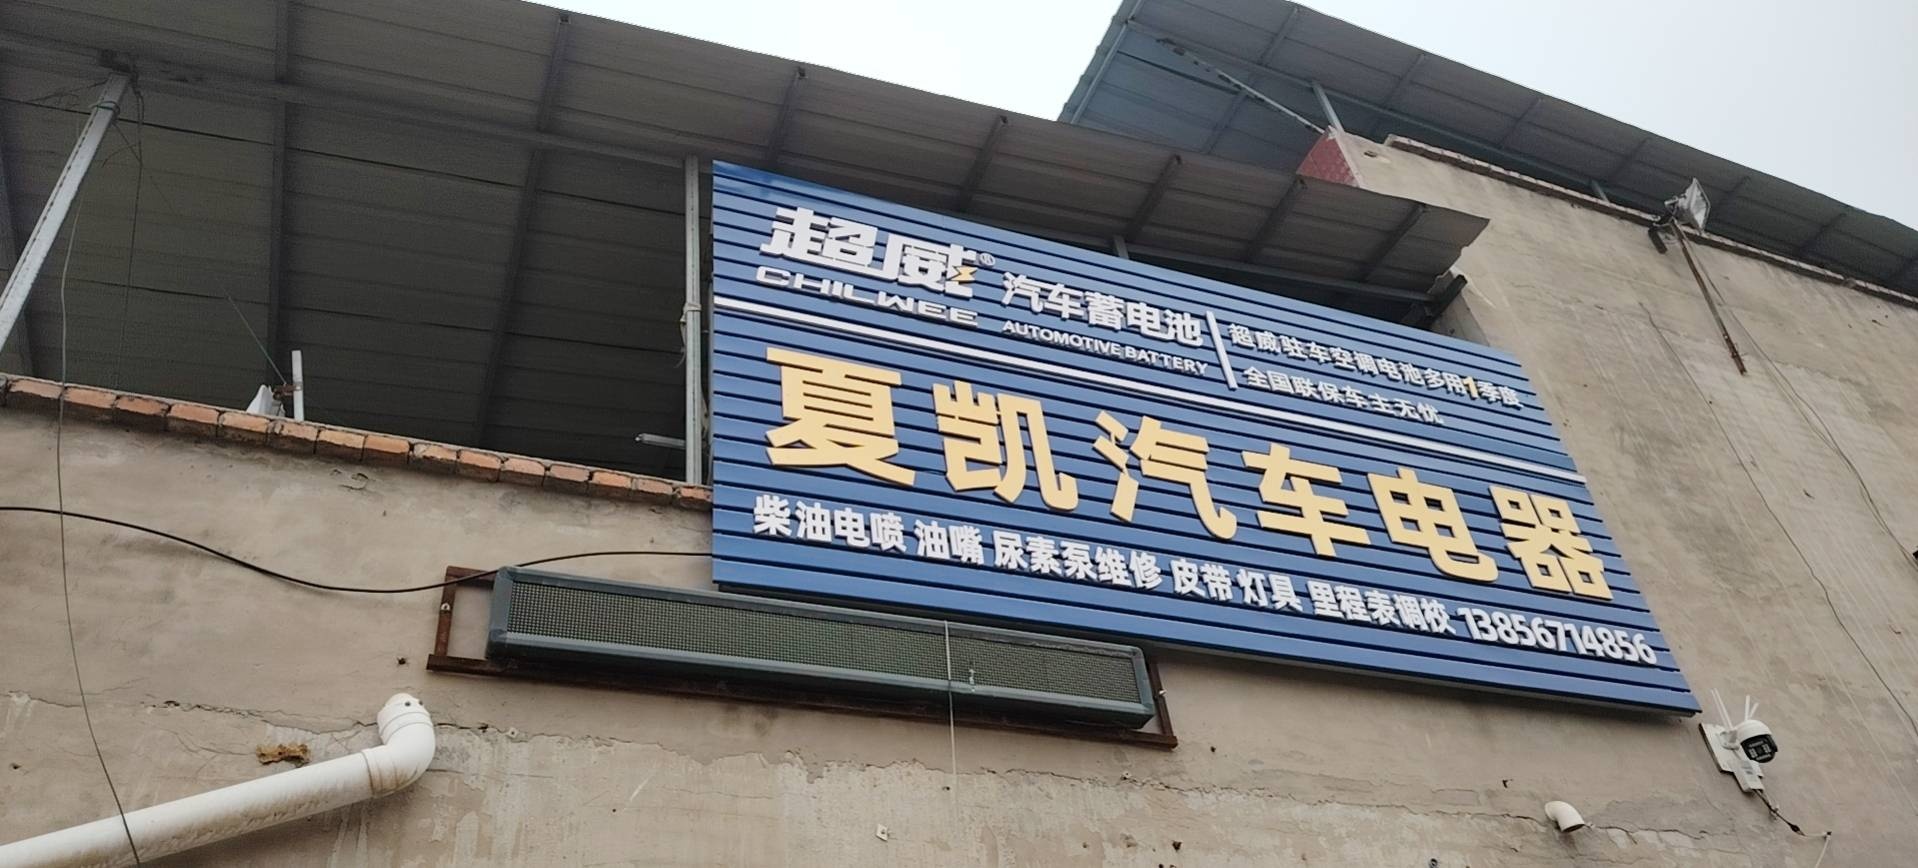 超威® 汽车蓄电池
CHILWEE AUTOMOTIVE BATTERY
超威驻车空调电池多用1季度
全国联保车主无忧
夏凯汽车电器
柴油电喷 油嘴 尿素泵维修 皮带 灯具 里程表调校 13856714856